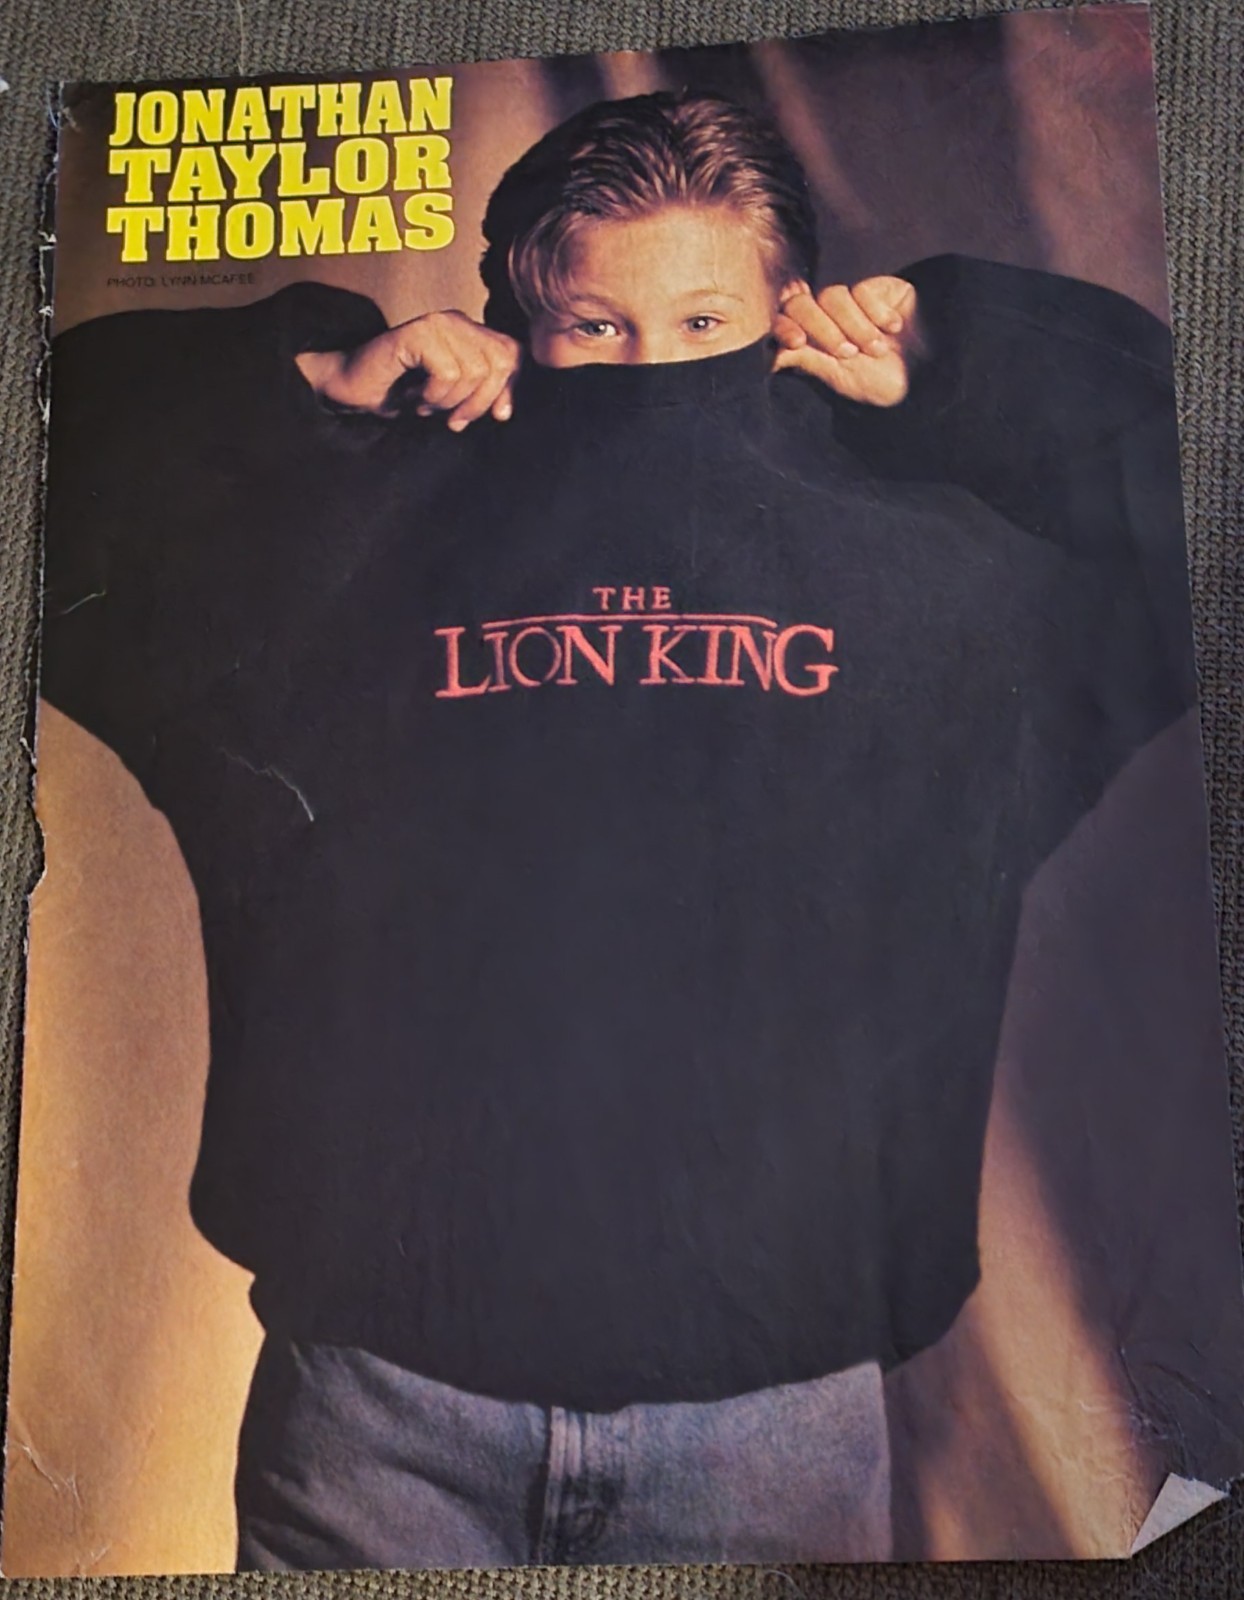 JONATHAN
TAYLOR
THOMAS
PHOTO: LYNN MCAFEE
THE
LION KING